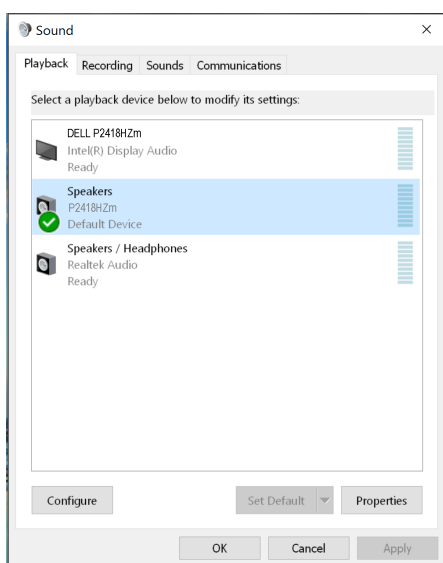 Sound
Playback Recording Sounds Communications
Select a playback device below to modify its settings:
DELL P2418HZm
Intel(R) Display Audio
Ready
Speakers
P2418HZm
Default Device
Speakers / Headphones
Realtek Audio
Ready
Configure Set Default Properties
OK Cancel Apply